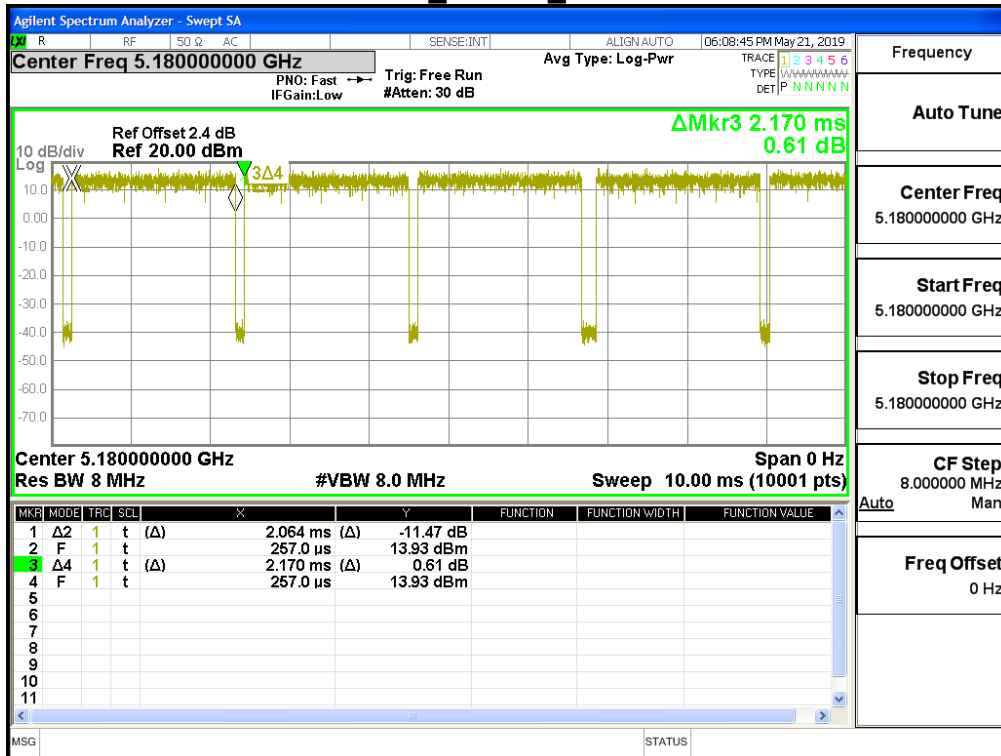 Agilent Spectrum Analyzer - Swept SA
LXI R RF 50 Ω AC SENSE:INT ALIGN AUTO 06:08:45 PM May 21, 2019
Center Freq 5.180000000 GHz
PNO: Fast
IFGain:Low
Trig: Free Run
#Atten: 30 dB
Avg Type: Log-Pwr
TRACE 1 2 3 4 5 6
TYPE WWWWWW
DET P N N N N N
Ref Offset 2.4 dB
Ref 20.00 dBm
10 dB/div
Log
ΔMkr3 2.170 ms
0.61 dB
3Δ4
10.0
0.00
-10.0
-20.0
-30.0
-40.0
-50.0
-60.0
-70.0
Center 5.180000000 GHz Span 0 Hz
Res BW 8 MHz #VBW 8.0 MHz Sweep 10.00 ms (10001 pts)
MKR MODE TRC SCL X Y FUNCTION FUNCTION WIDTH FUNCTION VALUE
1 Δ2 1 t (Δ) 2.064 ms (Δ) -11.47 dB
2 F 1 t 257.0 µs 13.93 dBm
3 Δ4 1 t (Δ) 2.170 ms (Δ) 0.61 dB
4 F 1 t 257.0 µs 13.93 dBm
5
6
7
8
9
10
11
MSG STATUS
Frequency
Auto Tune
Center Freq
5.180000000 GHz
Start Freq
5.180000000 GHz
Stop Freq
5.180000000 GHz
CF Step
8.000000 MHz
Auto Man
Freq Offset
0 Hz